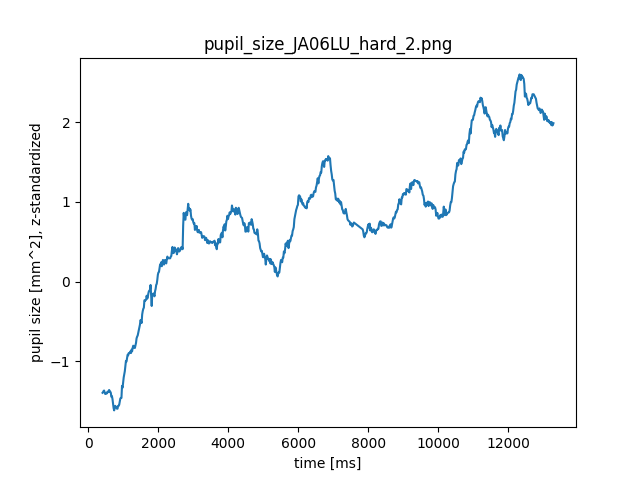 pupil_size_JA06LU_hard_2.png
pupil size [mm^2], z-standardized
2
1
0
−1
0 2000 4000 6000 8000 10000 12000
time [ms]